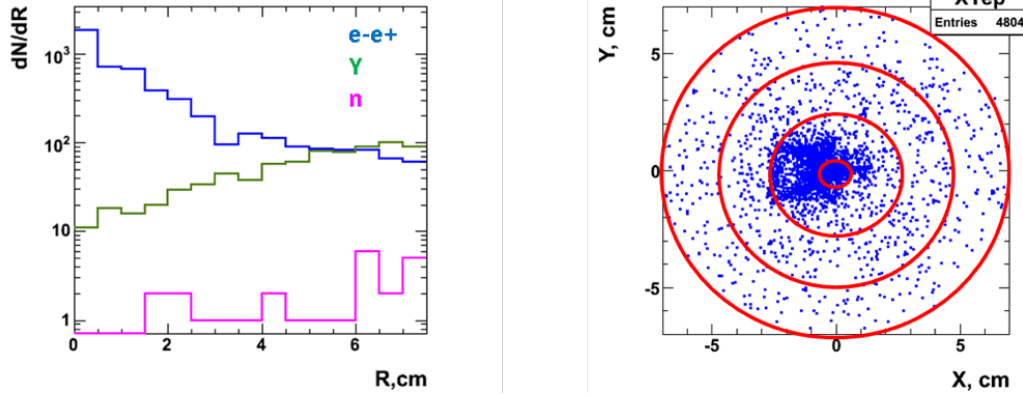 dN/dR
10³
10²
10
1
e-e+
γ
n
0 2 4 6
R,cm
Y, cm
5
0
-5
Entries 4804
-5 0 5
X, cm